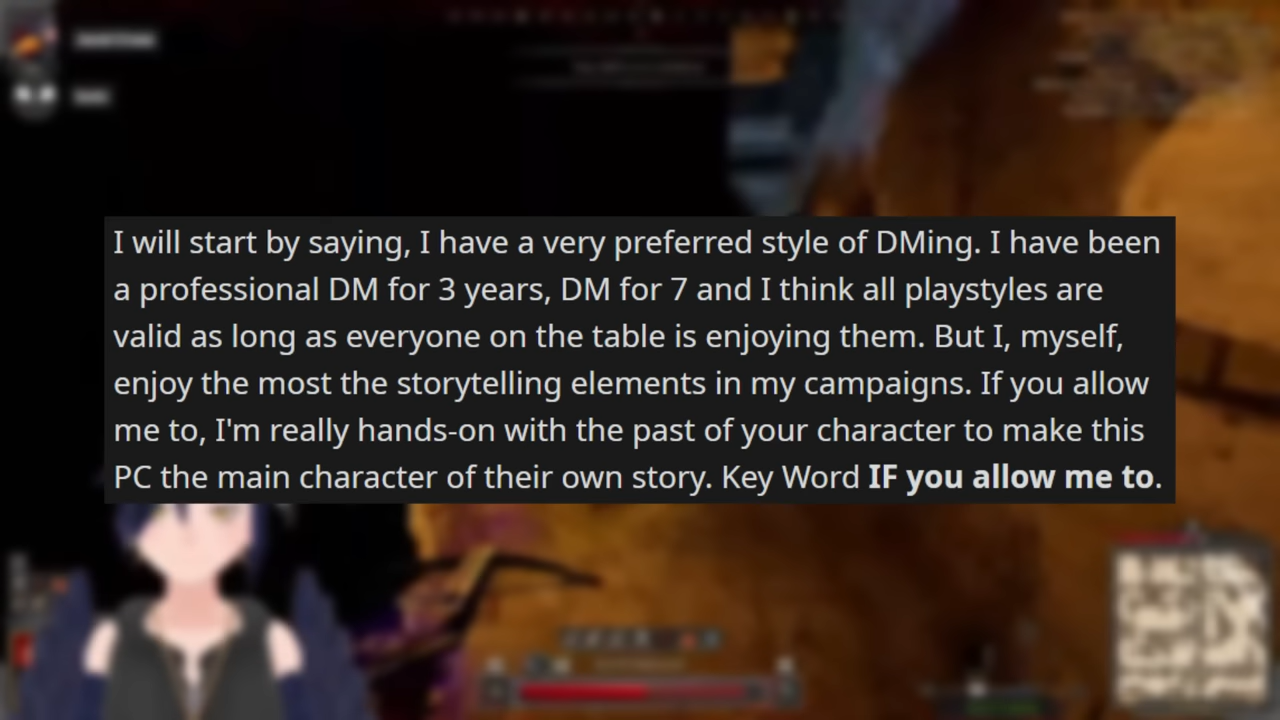 I will start by saying, I have a very preferred style of DMing. I have been
a professional DM for 3 years, DM for 7 and I think all playstyles are
valid as long as everyone on the table is enjoying them. But I, myself,
enjoy the most the storytelling elements in my campaigns. If you allow
me to, I'm really hands-on with the past of your character to make this
PC the main character of their own story. Key Word IF you allow me to.